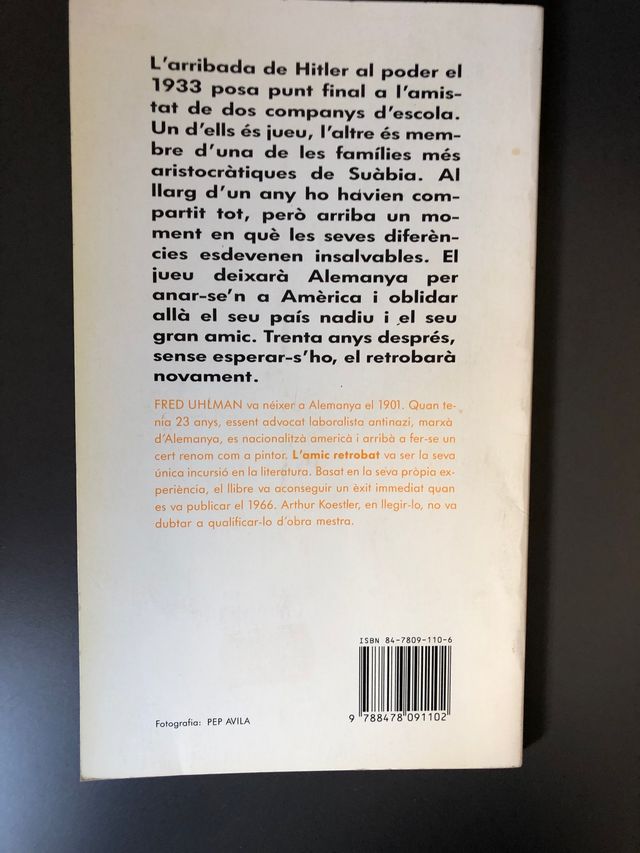 L'arribada de Hitler al poder el
1933 posa punt final a l'amis-
tat de dos companys d'escola.
Un d'ells és jueu, l'altre és mem-
bre d'una de les famílies més
aristocràtiques de Suàbia. Al
llarg d'un any ho havien com-
partit tot, però arriba un mo-
ment en què les seves diferèn-
cies esdevenen insalvables. El
jueu deixarà Alemanya per
anar-se'n a Amèrica i oblidar
allà el seu país nadiu i el seu
gran amic. Trenta anys després,
sense esperar-s'ho, el retrobarà
novament.
FRED UHLMAN va néixer a Alemanya el 1901. Quan te-
nia 23 anys, essent advocat laboralista antinazi, marxà
d'Alemanya, es nacionalitzà americà i arribà a fer-se un
cert renom com a pintor. L'amic retrobat va ser la seva
única incursió en la literatura. Basat en la seva pròpia ex-
periència, el llibre va aconseguir un èxit immediat quan
es va publicar el 1966. Arthur Koestler, en llegir-lo, no va
dubtar a qualificar-lo d'obra mestra.
ISBN 84-7809-110-6
9 788478 091102
Fotografia: PEP AVILA